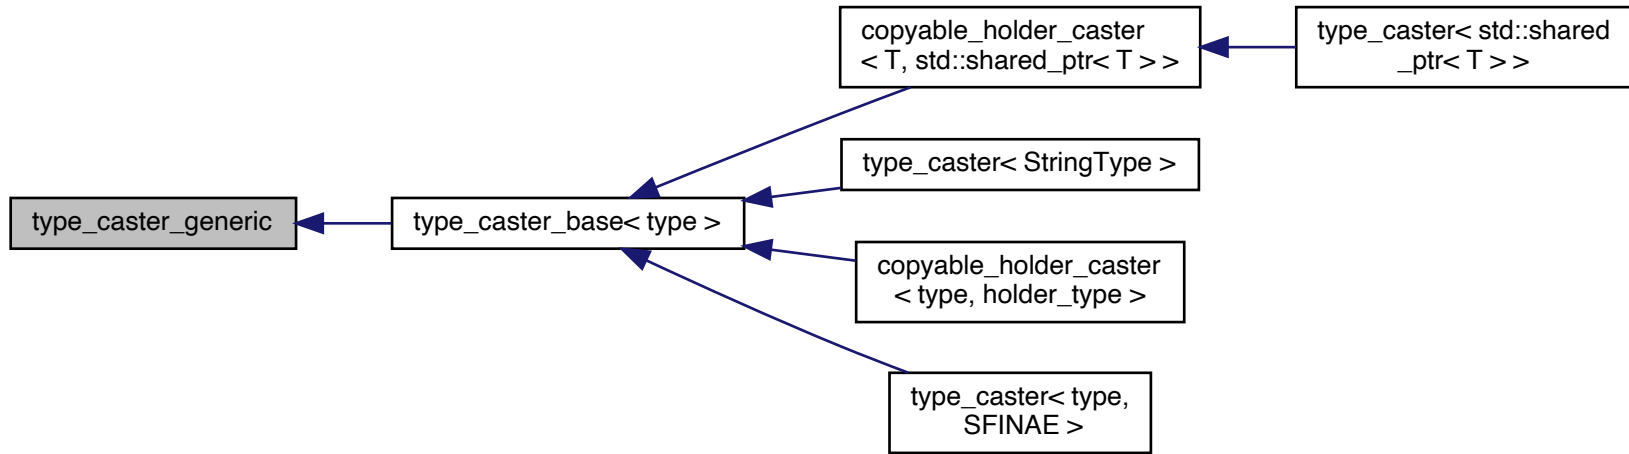 type_caster_generic
type_caster_base< type >
copyable_holder_caster
< T, std::shared_ptr< T > >
type_caster< std::shared
_ptr< T > >
type_caster< StringType >
copyable_holder_caster
< type, holder_type >
type_caster< type,
SFINAE >